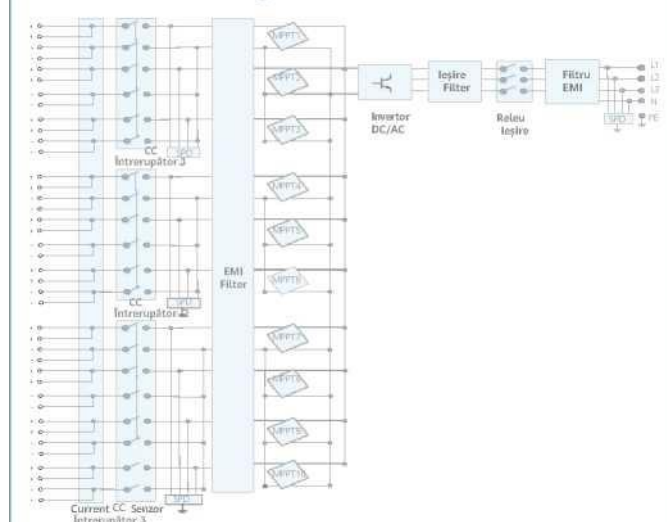 MPPT1
L1
Ieșire
Filter
Filtru
EMI
L2
MPPT2
L3
N
Invertor
DC/AC
Releu
Ieșire
SPD
PE
MPPT3
CC
SPD
Întrerupător 3
MPPT4
MPPT5
EMI
Filter
MPPT6
CC
SPD
Întrerupător 2
MPPT7
MPPT8
MPPT9
MPPT10
SPD
Current CC Senzor
Întrerupător 3